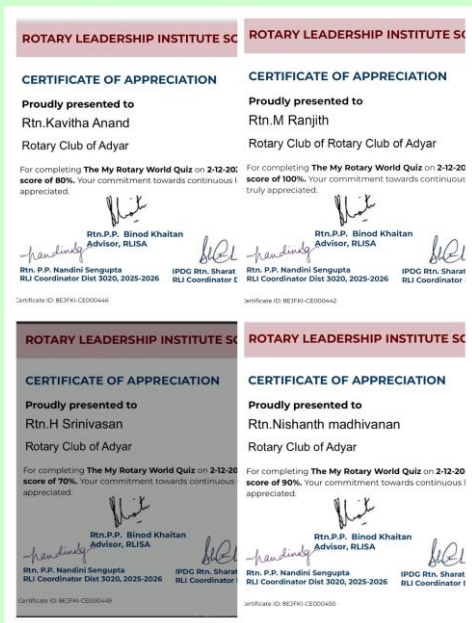 ROTARY LEADERSHIP INSTITUTE
CERTIFICATE OF APPRECIATION
Proudly presented to
Rtn.Kavitha Anand
Rotary Club of Adyar
For completing The My Rotary World Quiz on 2-12-
score of 80%. Your commitment towards continuous
appreciated.
Rtn.P.P. Binod Khaitan
Advisor, RLISA
Rtn. P.P. Nandini Sengupta
RLI Coordinator Dist 3020, 2025-2026
IPDG Rtn. Sharat
RLI Coordinator
Certificate ID: BEJFKI-CE000446
ROTARY LEADERSHIP INSTITUTE
CERTIFICATE OF APPRECIATION
Proudly presented to
Rtn.M Ranjith
Rotary Club of Rotary Club of Adyar
For completing The My Rotary World Quiz on 2-12-20
score of 100%. Your commitment towards continuous
truly appreciated.
Rtn.P.P. Binod Khaitan
Advisor, RLISA
Rtn. P.P. Nandini Sengupta
RLI Coordinator Dist 3020, 2025-2026
IPDG Rtn. Sharat
RLI Coordinator
Certificate ID: BEJFKI-CE000442
ROTARY LEADERSHIP INSTITUTE
CERTIFICATE OF APPRECIATION
Proudly presented to
Rtn.H Srinivasan
Rotary Club of Adyar
For completing The My Rotary World Quiz on 2-12-20
score of 70%. Your commitment towards continuous
appreciated.
Rtn.P.P. Binod Khaitan
Advisor, RLISA
Rtn. P.P. Nandini Sengupta
RLI Coordinator Dist 3020, 2025-2026
IPDG Rtn. Sharat
RLI Coordinator
Certificate ID: BEJFKI-CE000449
ROTARY LEADERSHIP INSTITUTE
CERTIFICATE OF APPRECIATION
Proudly presented to
Rtn.Nishanth madhivanan
Rotary Club of Adyar
For completing The My Rotary World Quiz on 2-12-20
score of 90%. Your commitment towards continuous
appreciated.
Rtn.P.P. Binod Khaitan
Advisor, RLISA
Rtn. P.P. Nandini Sengupta
RLI Coordinator Dist 3020, 2025-2026
IPDG Rtn. Sharat
RLI Coordinator
Certificate ID: BEJFKI-CE000450